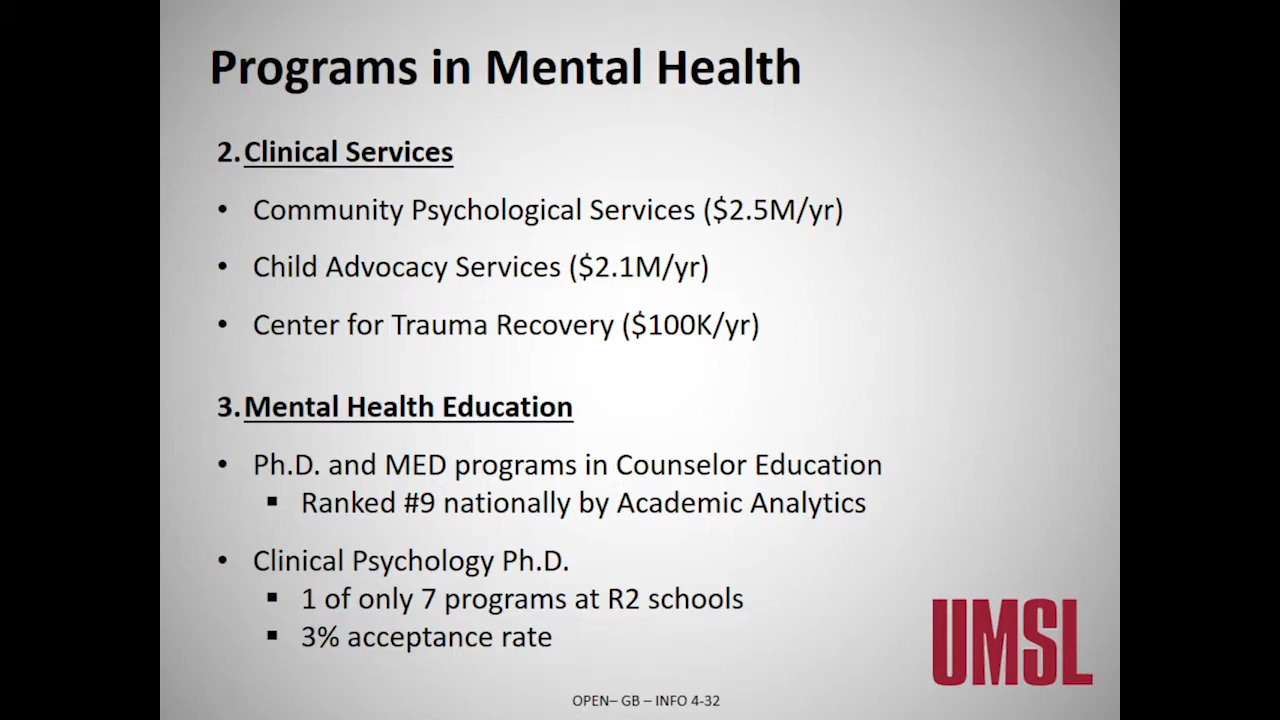 Programs in Mental Health
2. Clinical Services
• Community Psychological Services ($2.5M/yr)
• Child Advocacy Services ($2.1M/yr)
• Center for Trauma Recovery ($100K/yr)
3. Mental Health Education
• Ph.D. and MED programs in Counselor Education
▪ Ranked #9 nationally by Academic Analytics
• Clinical Psychology Ph.D.
▪ 1 of only 7 programs at R2 schools
▪ 3% acceptance rate
UMSL
OPEN– GB – INFO 4-32